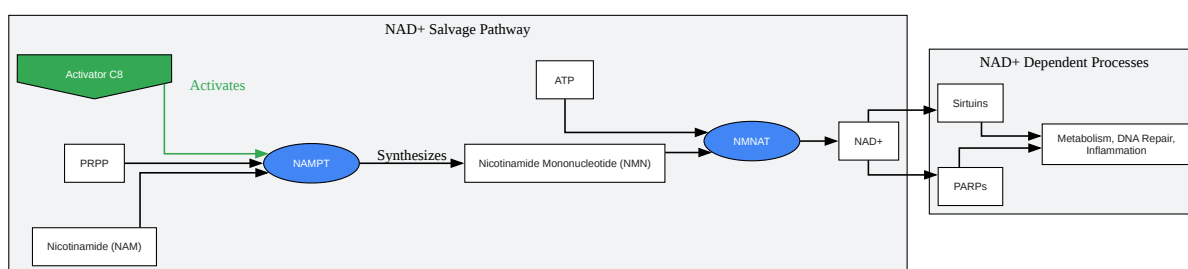 NAD+ Salvage Pathway
Activator C8
Activates
ATP
PRPP
NAMPT
Synthesizes
Nicotinamide Mononucleotide (NMN)
NMNAT
NAD+
Nicotinamide (NAM)
NAD+ Dependent Processes
Sirtuins
PARPs
Metabolism, DNA Repair,
Inflammation